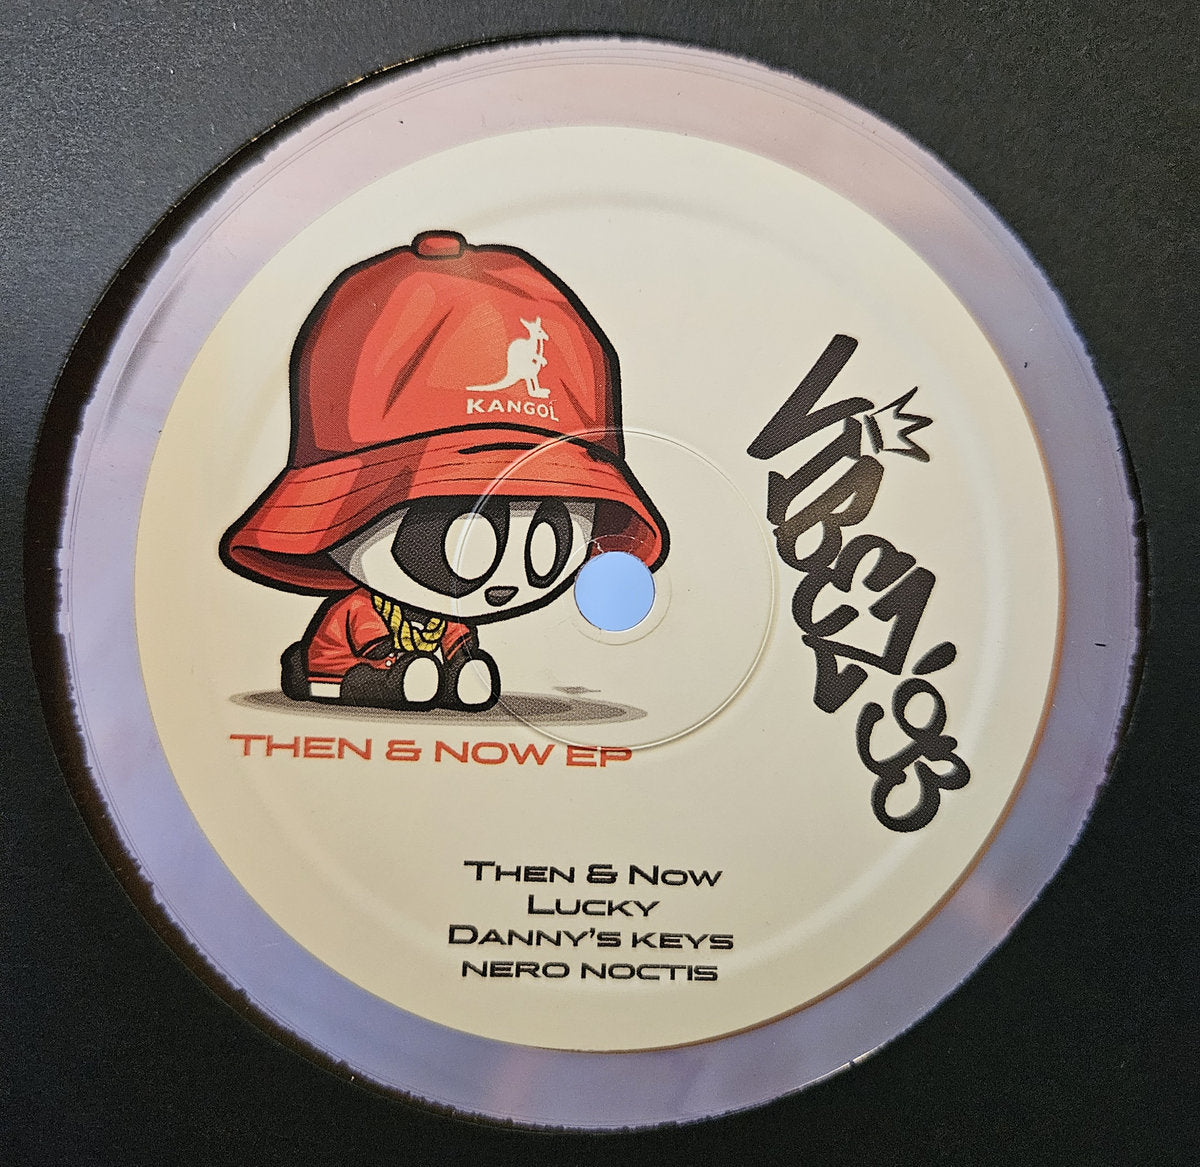 KANGOL
THEN & NOW EP
THEN & NOW
LUCKY
DANNY'S KEYS
NERO NOCTIS